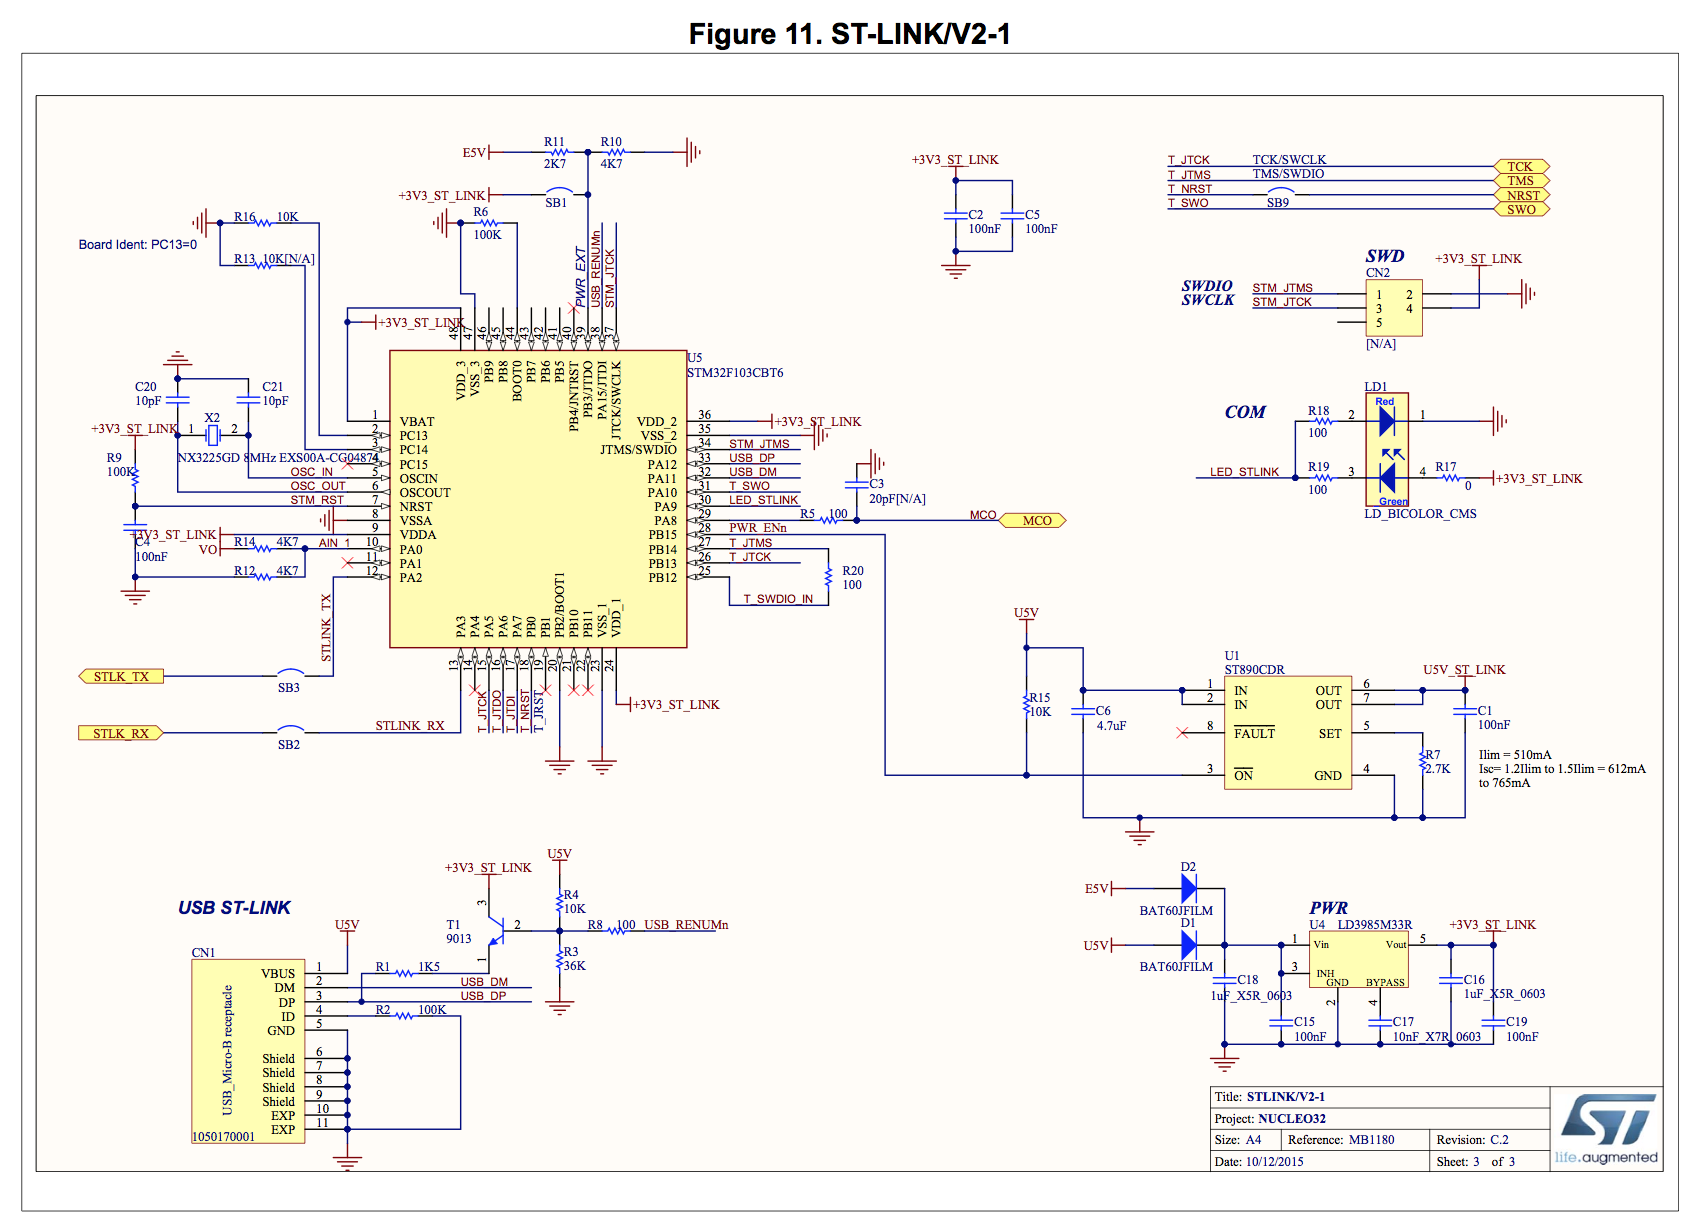 Figure 11. ST-LINK/V2-1
E5V
R11
2K7
R10
4K7
+3V3_ST_LINK
SB1
R6
100K
R16
10K
R13
10K[N/A]
Board Ident: PC13=0
PWR_EXT
USB_RENUMn
STM_JTCK
+3V3_ST_LINK
48
47
46
45
44
43
42
41
40
39
38
37
VDD_3
VSS_3
PB9
PB8
BOOT0
PB7
PB6
PB5
PB4/JNTRST
PB3/JTDO
PA15/JTDI
JTCK/SWCLK
U5
STM32F103CBT6
C20
10pF
C21
10pF
X2
1
2
NX3225GD 8MHz EXS00A-CG04874
+3V3_ST_LINK
R9
100K
OSC_IN
OSC_OUT
STM_RST
+3V3_ST_LINK
C4
100nF
VO
R14
4K7
AIN_1
R12
4K7
1 VBAT
2 PC13
3 PC14
4 PC15
5 OSCIN
6 OSCOUT
7 NRST
8 VSSA
9 VDDA
10 PA0
11 PA1
12 PA2
VDD_2 36 +3V3_ST_LINK
VSS_2 35
JTMS/SWDIO 34 STM_JTMS
PA12 33 USB_DP
PA11 32 USB_DM
PA10 31 T_SWO
PA9 30 LED_STLINK
PA8 29
PB15 28 PWR_ENn
PB14 27 T_JTMS
PB13 26 T_JTCK
PB12 25
T_SWDIO_IN
R20
100
R5
100
C3
20pF[N/A]
MCO
MCO
PA3
PA4
PA5
PA6
PA7
PB0
PB1
PB2/BOOT1
PB10
PB11
VSS_1
VDD_1
13
14
15
16
17
18
19
20
21
22
23
24
T_JTCK
T_JTDO
T_JTDI
T_NRST
T_JRST
+3V3_ST_LINK
STLINK_TX
STLK_TX
SB3
STLK_RX
SB2
STLINK_RX
+3V3_ST_LINK
C2
100nF
C5
100nF
T_JTCK TCK/SWCLK TCK
T_JTMS TMS/SWDIO TMS
T_NRST SB9 NRST
T_SWO SWO
SWD
CN2
+3V3_ST_LINK
SWDIO STM_JTMS
SWCLK STM_JTCK
1 2
3 4
5
[N/A]
COM
LD1
Red
R18
100
2
1
LED_STLINK
R19
100
3
4
R17
0
+3V3_ST_LINK
Green
LD_BICOLOR_CMS
U5V
R15
10K
C6
4.7uF
U1
ST890CDR
1 IN
2 IN
8 FAULT
3 ON
OUT 6
OUT 7
SET 5
GND 4
U5V_ST_LINK
C1
100nF
R7
2.7K
Ilim = 510mA
Isc= 1.2Ilim to 1.5Ilim = 612mA
to 765mA
USB ST-LINK
U5V
CN1
USB_Micro-B receptacle
1050170001
VBUS 1
DM 2
DP 3
ID 4
GND 5
Shield 6
Shield 7
Shield 8
Shield 9
EXP 10
EXP 11
R1
1K5
USB_DM
USB_DP
R2
100K
+3V3_ST_LINK
T1
9013
3
2
1
U5V
R4
10K
R8
100
USB_RENUMn
R3
36K
E5V
D2
BAT60JFILM
U5V
D1
BAT60JFILM
PWR
U4
LD3985M33R
1 Vin
3 INH
GND
BYPASS
Vout 5
2
4
+3V3_ST_LINK
C18
1uF_X5R_0603
C15
100nF
C17
10nF_X7R_0603
C16
1uF_X5R_0603
C19
100nF
Title: STLINK/V2-1
Project: NUCLEO32
Size: A4
Reference: MB1180
Revision: C.2
Date: 10/12/2015
Sheet: 3 of 3
ST
life.augmented